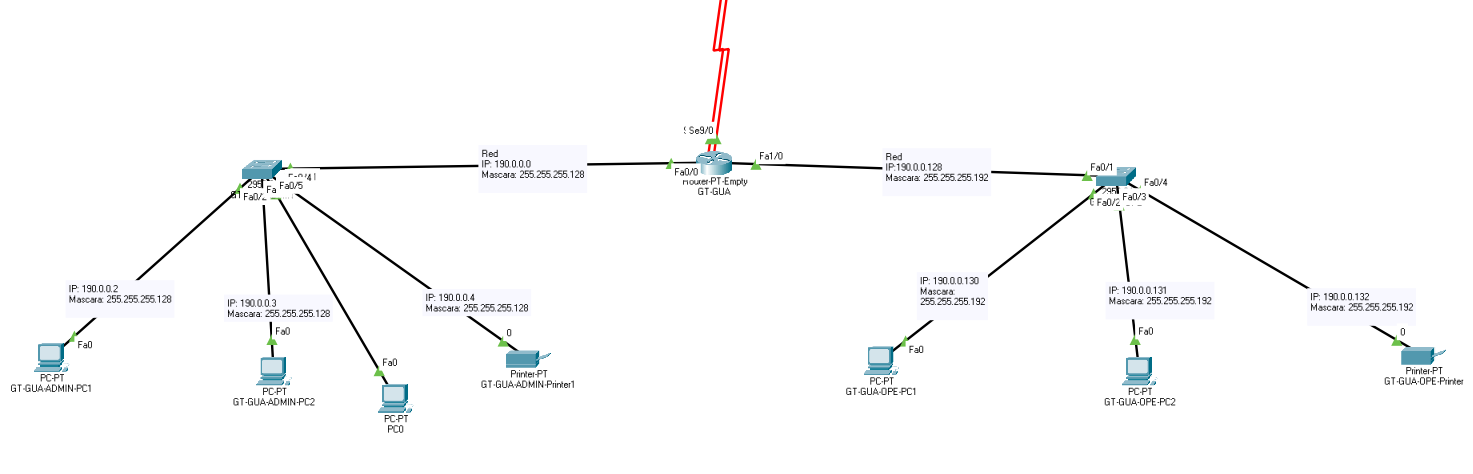 Se9/0
Red
IP: 190.0.0.0
Mascara: 255.255.255.128
Fa0/0
Fa1/0
Router-PT-Empty
GT-GUA
Red
IP:190.0.0.128
Mascara: 255.255.255.192
Fa0/5
Fa0/1
Fa0/4
Fa0/2
Fa0/3
IP: 190.0.0.2
Mascara: 255.255.255.128
IP: 190.0.0.3
Mascara: 255.255.255.128
IP: 190.0.0.4
Mascara: 255.255.255.128
IP: 190.0.0.130
Mascara:
255.255.255.192
IP: 190.0.0.131
Mascara: 255.255.255.192
IP: 190.0.0.132
Mascara: 255.255.255.192
Fa0
PC-PT
GT-GUA-ADMIN-PC1
Fa0
PC-PT
GT-GUA-ADMIN-PC2
Fa0
PC-PT
PC0
0
Printer-PT
GT-GUA-ADMIN-Printer1
Fa0
PC-PT
GT-GUA-OPE-PC1
Fa0
PC-PT
GT-GUA-OPE-PC2
0
Printer-PT
GT-GUA-OPE-Printer